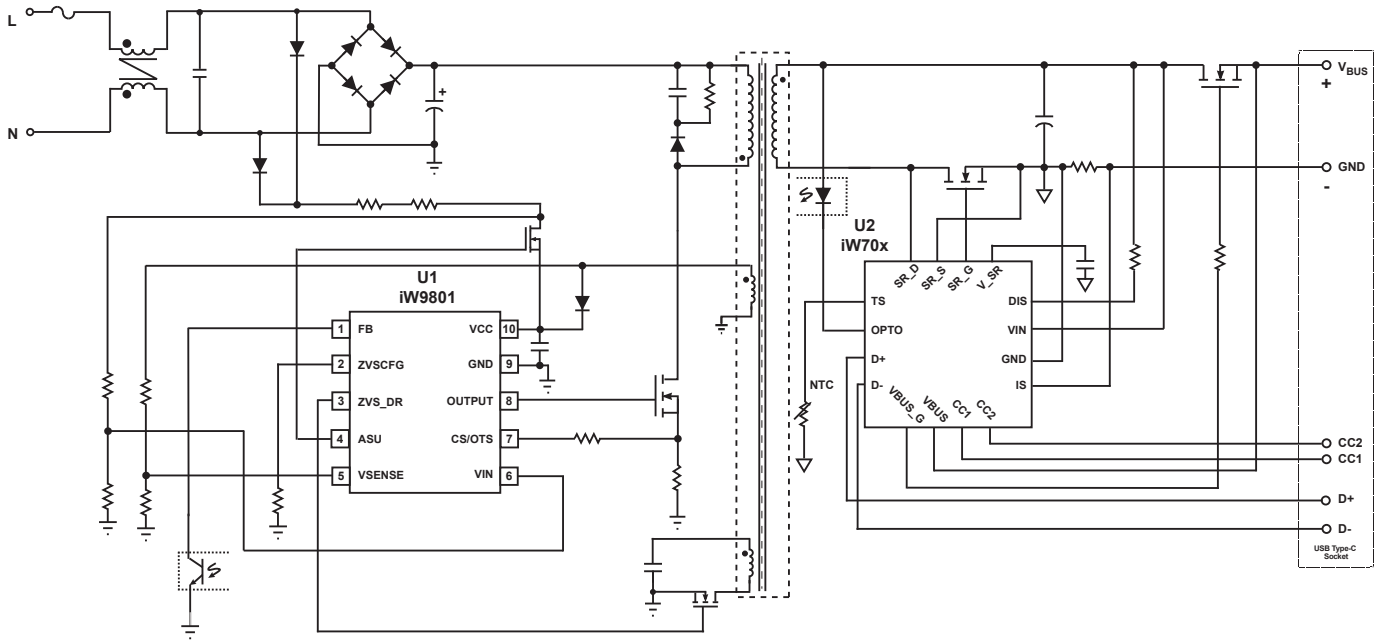 L
N
+
V_BUS
+
GND
-
U2
iW70x
SR_D
SR_S
SR_G
V_SR
TS
OPTO
D+
D-
DIS
VIN
GND
IS
VBUS_G
VBUS
CC1
CC2
NTC
U1
iW9801
1 FB
2 ZVSCFG
3 ZVS_DR
4 ASU
5 VSENSE
VCC 10
GND 9
OUTPUT 8
CS/OTS 7
VIN 6
CC2
CC1
D+
D-
USB Type-C
Socket